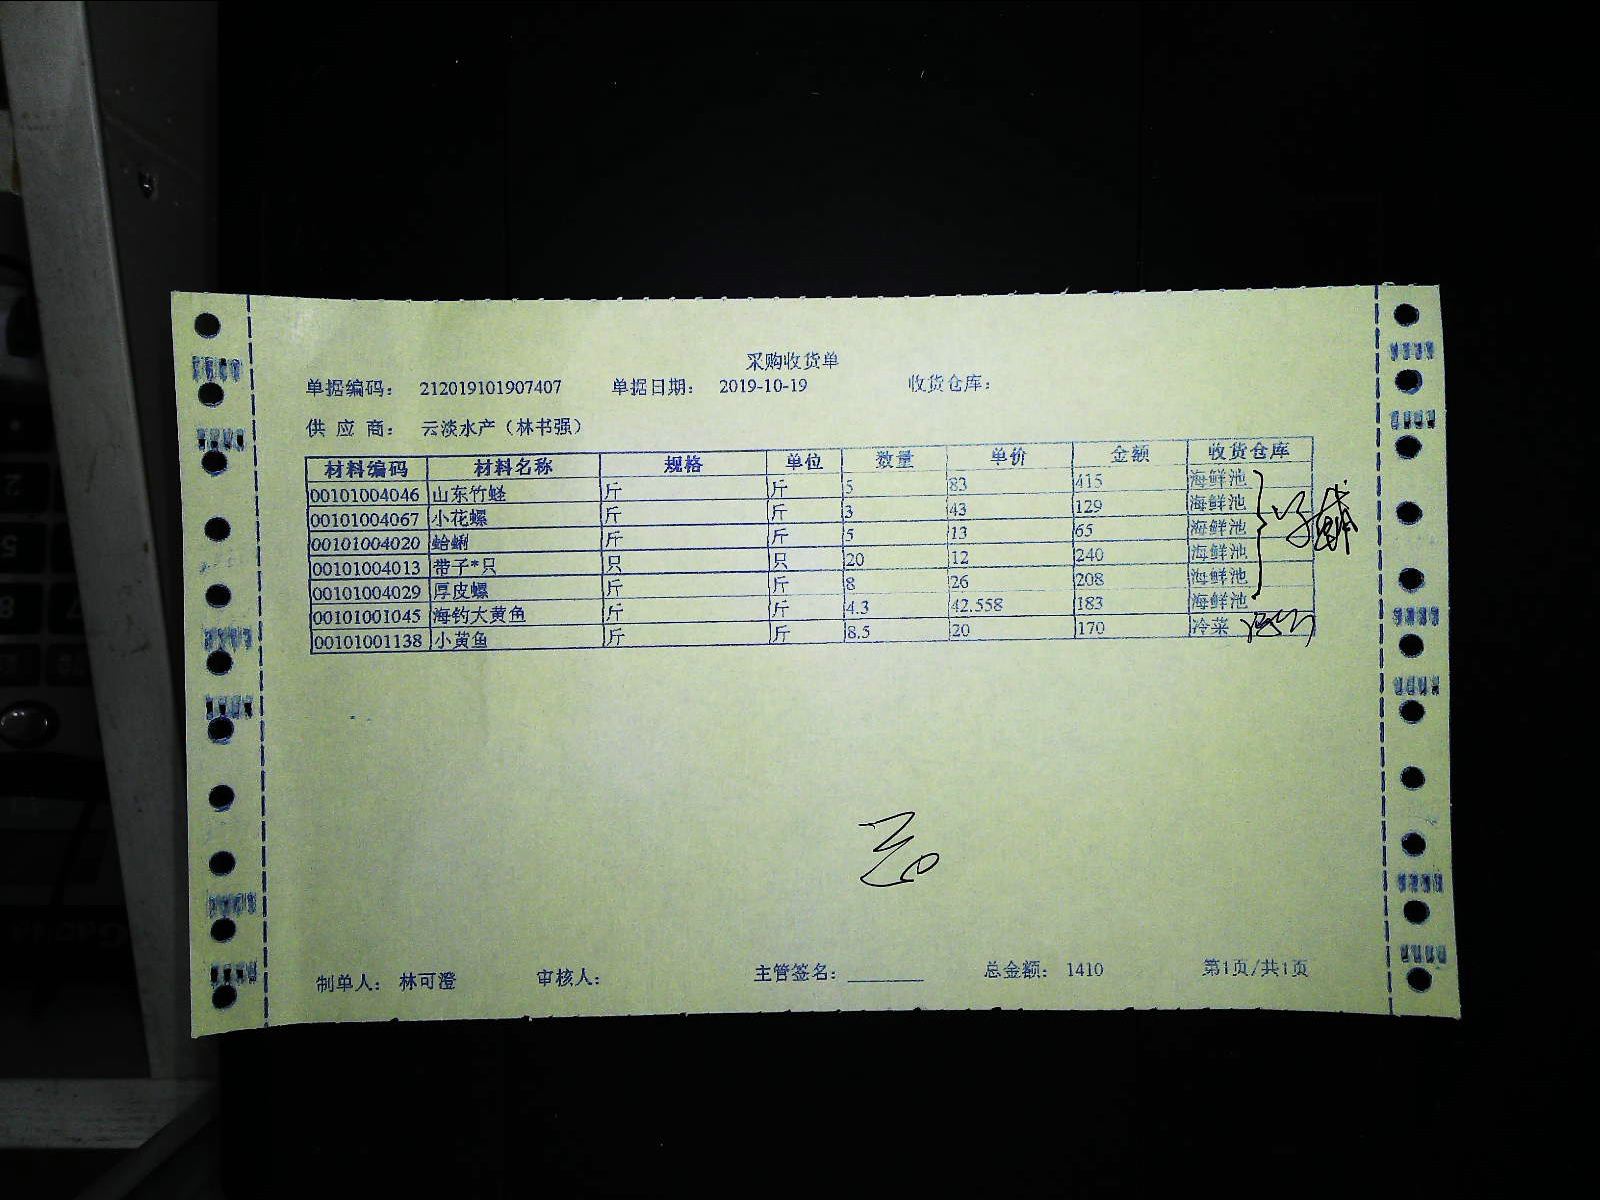 采购收货单
单据编码： 212019101907407 单据日期： 2019-10-19 收货仓库：
供 应 商： 云淡水产（林书强）
材料编码 材料名称 规格 单位 数量 单价 金额 收货仓库
00101004046 山东竹蛏 斤 斤 5 83 415 海鲜池
00101004067 小花螺 斤 斤 3 43 129 海鲜池
00101004020 蛤蜊 斤 斤 5 13 65 海鲜池
00101004013 带子*只 只 只 20 12 240 海鲜池
00101004029 厚皮螺 斤 斤 8 26 208 海鲜池
00101001045 海钓大黄鱼 斤 斤 4.3 42.558 183 海鲜池
00101001138 小黄鱼 斤 斤 8.5 20 170 冷菜
制单人： 林可澄 审核人： 主管签名：________ 总金额： 1410 第1页/共1页